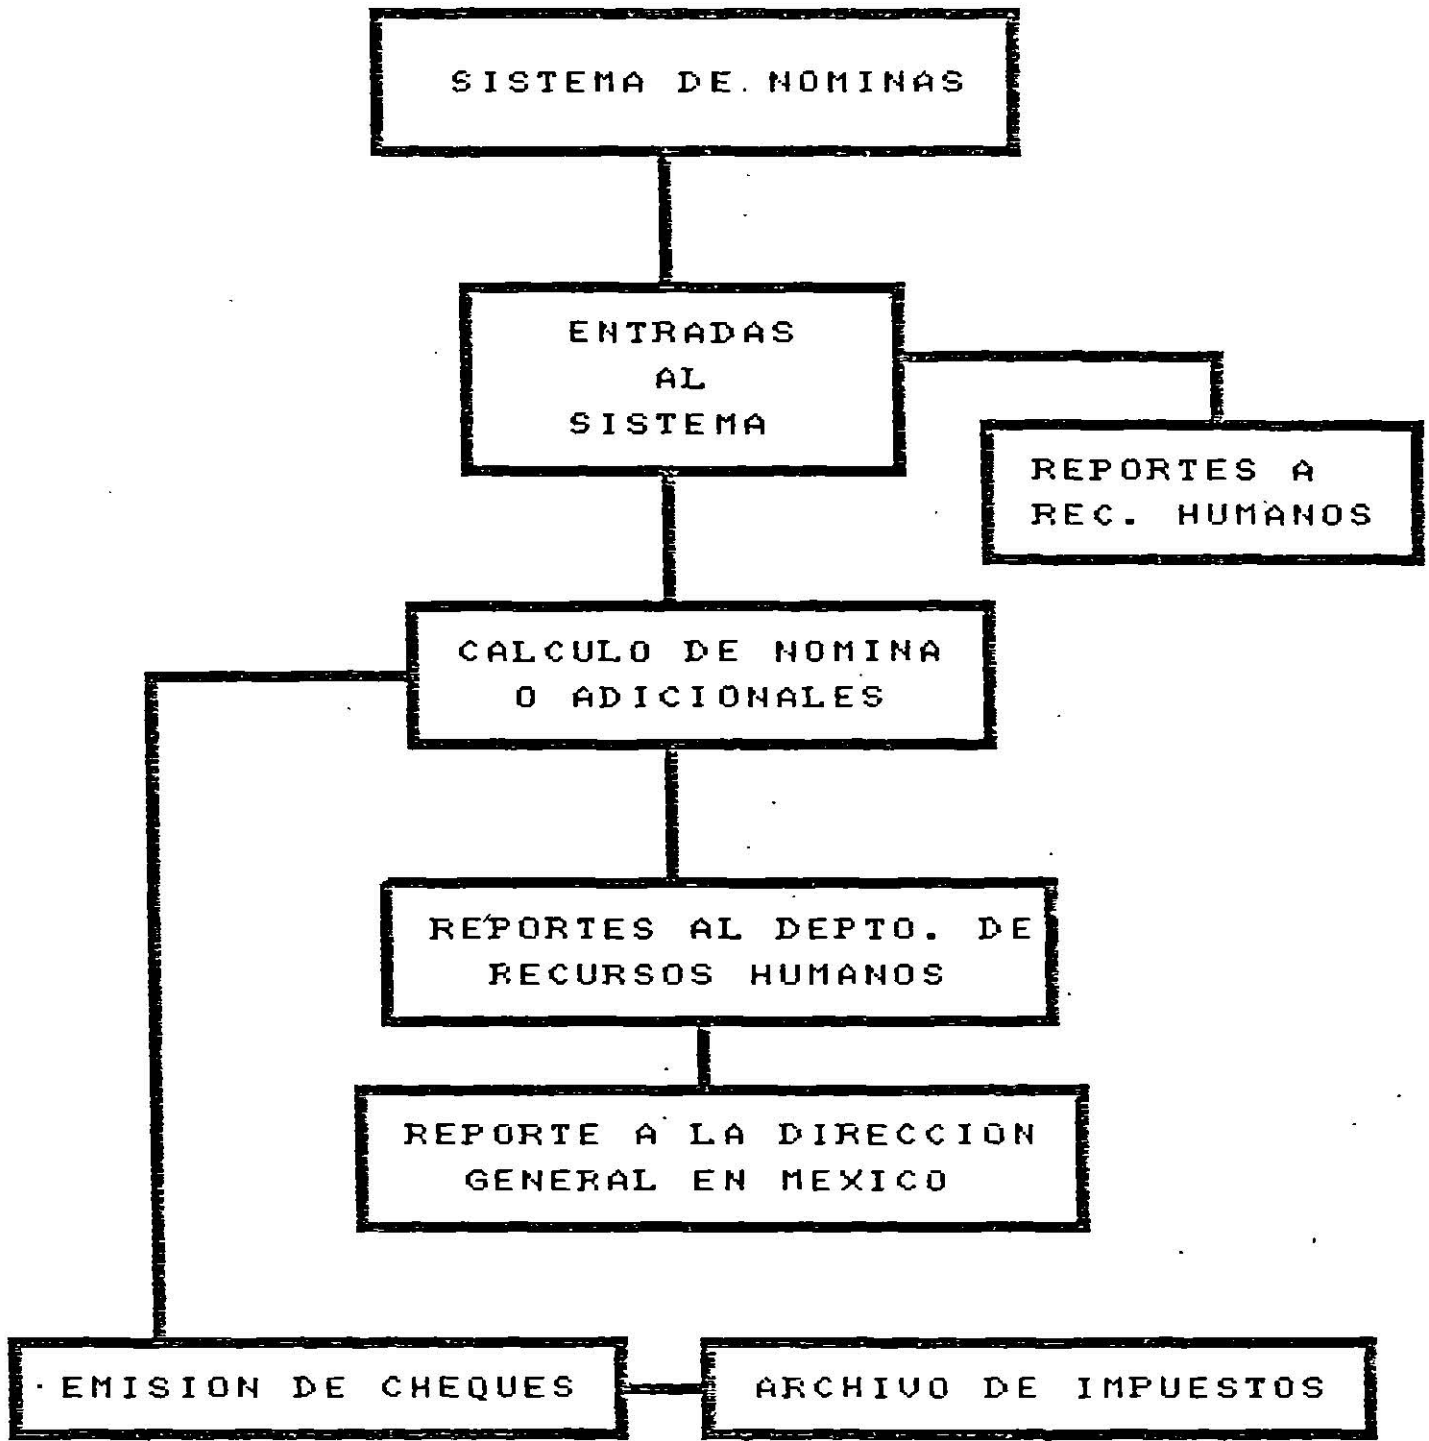 SISTEMA DE NOMINAS
ENTRADAS
AL
SISTEMA
REPORTES A
REC. HUMANOS
CALCULO DE NOMINA
O ADICIONALES
REPORTES AL DEPTO. DE
RECURSOS HUMANOS
REPORTE A LA DIRECCION
GENERAL EN MEXICO
EMISION DE CHEQUES
ARCHIVO DE IMPUESTOS